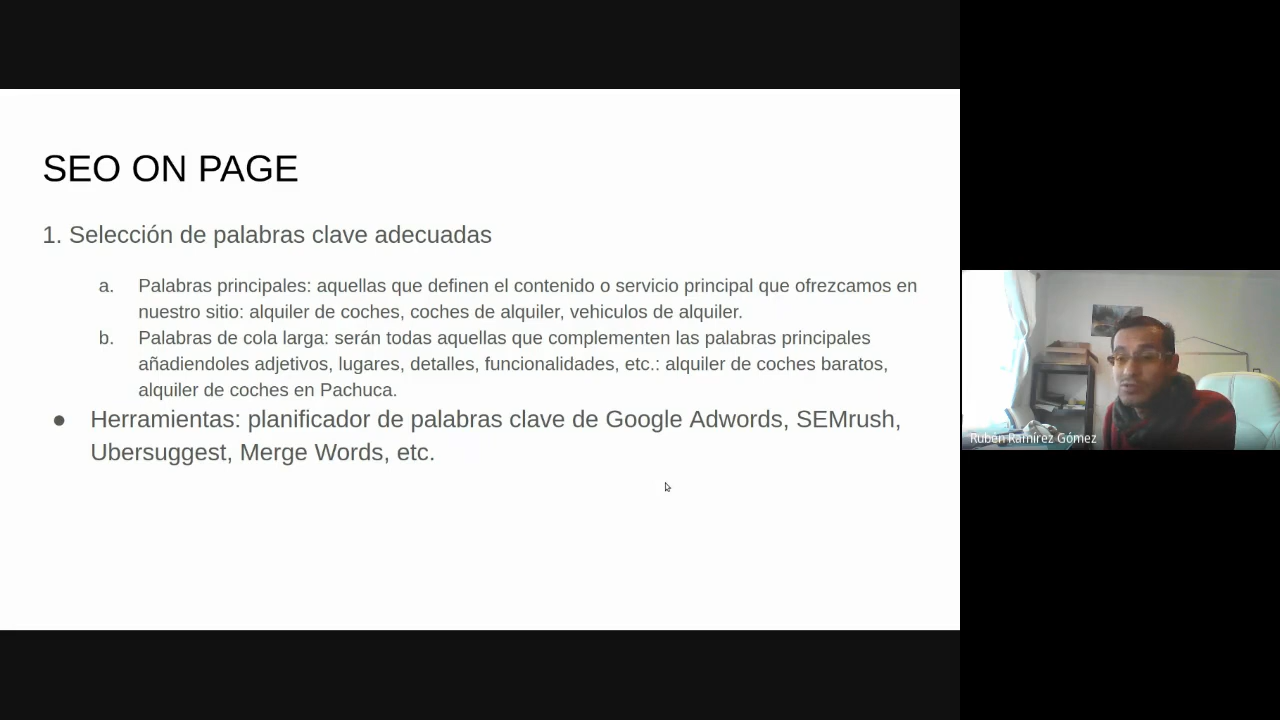 SEO ON PAGE
1. Selección de palabras clave adecuadas
a. Palabras principales: aquellas que definen el contenido o servicio principal que ofrezcamos en
nuestro sitio: alquiler de coches, coches de alquiler, vehiculos de alquiler.
b. Palabras de cola larga: serán todas aquellas que complementen las palabras principales
añadiendoles adjetivos, lugares, detalles, funcionalidades, etc.: alquiler de coches baratos,
alquiler de coches en Pachuca.
● Herramientas: planificador de palabras clave de Google Adwords, SEMrush,
Ubersuggest, Merge Words, etc.
Rubén Ramírez Gómez